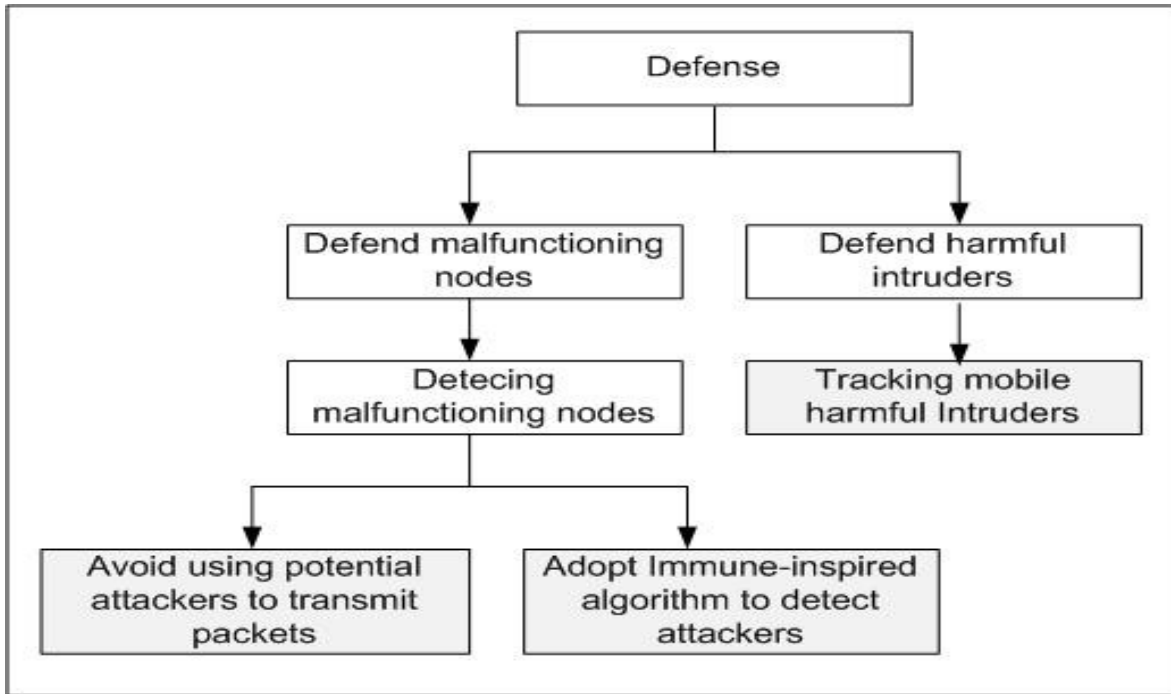 Defense
Defend malfunctioning
nodes
Defend harmful
intruders
Detecing
malfunctioning nodes
Tracking mobile
harmful Intruders
Avoid using potential
attackers to transmit
packets
Adopt Immune-inspired
algorithm to detect
attackers